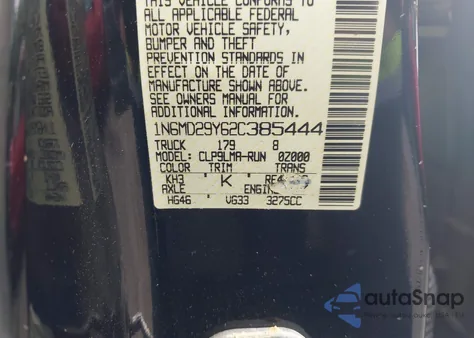 THIS VEHICLE CONFORMS TO
ALL APPLICABLE FEDERAL
MOTOR VEHICLE SAFETY,
BUMPER AND THEFT
PREVENTION STANDARDS IN
EFFECT ON THE DATE OF
MANUFACTURE SHOWN ABOVE.
SEE OWNERS MANUAL FOR
ADDITIONAL INFORMATION.
1N6MD29Y62C385444
TRUCK 179 8
MODEL: CLP9LMA-RUN 0Z000
COLOR TRIM TRANS
KH3 K
AXLE ENGINE
HG46 VG33 3275CC
autoSnap